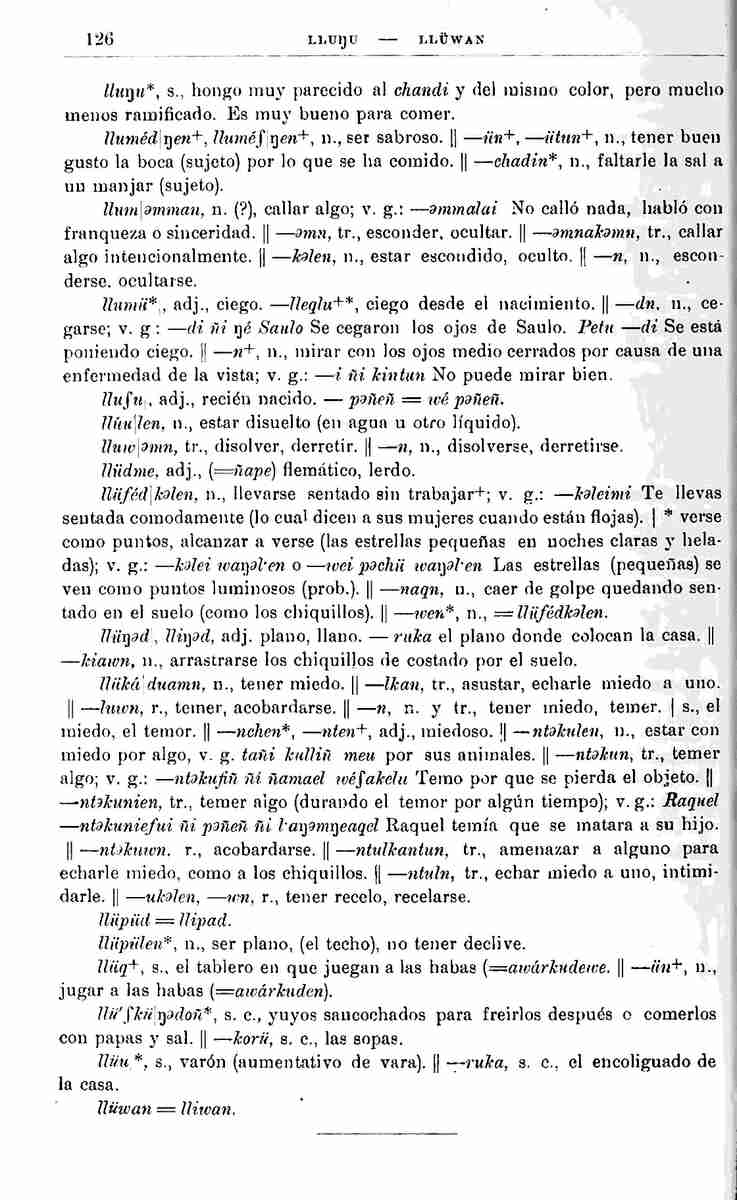 126 LLUŊU — LLÜWAN
lluŋu*, s., hongo muy parecido al chandi y del mismo color, pero mucho
menos ramificado. Es muy bueno para comer.
lluméd|ŋen+, lluméf|ŋen+, n., ser sabroso. || —ün+, —ütun+, n., tener buen
gusto la boca (sujeto) por lo que se ha comido. || —chadin*, n., faltarle la sal a
un manjar (sujeto).
llum|əmman, n. (?), callar algo; v. g.: —əmmalai No calló nada, habló con
franqueza o sinceridad. || —əmn, tr., esconder, ocultar. || —əmnakəmn, tr., callar
algo intencionalmente. || —kəlen, n., estar escondido, oculto. || —n, n., escon-
derse, ocultarse.
llumü*|, adj., ciego. —lleqlu+*, ciego desde el nacimiento. || —dn, n., ce-
garse; v. g: —di ñi ŋé Saulo Se cegaron los ojos de Saulo. Petu —di Se está
poniendo ciego. || —n+, n., mirar con los ojos medio cerrados por causa de una
enfermedad de la vista; v. g.: —i ñi kintun No puede mirar bien.
lluʃu|, adj., recién nacido. — pəñeñ = wé pəñeñ.
llúu|len, n., estar disuelto (en agua u otro líquido).
lluw|əmn, tr., disolver, derretir. || —n, n., disolverse, derretirse.
llüdme, adj., (=ñape) flemático, lerdo.
llüféd|kəlen, n., llevarse sentado sin trabajar+; v. g.: —kəleimi Te llevas
sentada comodamente (lo cual dicen a sus mujeres cuando están flojas). | * verse
como puntos, alcanzar a verse (las estrellas pequeñas en noches claras y hela-
das); v. g.: —kəlei waŋəl·en o —wei pəchü waŋəl·en Las estrellas (pequeñas) se
ven como puntos luminosos (prob.). || —naqn, n., caer de golpe quedando sen-
tado en el suelo (como los chiquillos). || —wen*, n., = llüfédkəlen.
llüŋəd|, lliŋəd, adj. plano, llano. — ruka el plano donde colocan la casa. ||
—kiawn, n., arrastrarse los chiquillos de costado por el suelo.
llüká|duamn, n., tener miedo. || —lkan, tr., asustar, echarle miedo a uno.
|| —luwn, r., temer, acobardarse. || —n, n. y tr., tener miedo, temer. | s., el
miedo, el temor. || —nchen*, —nten+, adj., miedoso. || —ntəkulen, n., estar con
miedo por algo, v. g. tañi kulliñ meu por sus animales. || —ntəkun, tr., temer
algo; v. g.: —ntəkufiñ ñi ñamael wéʃakelu Temo por que se pierda el objeto. ||
—ntəkunien, tr., temer algo (durando el temor por algún tiempo); v. g.: Raquel
—ntəkuniefui ñi pəñeñ ñi l·aŋəmŋeaqel Raquel temía que se matara a su hijo.
|| —ntəkuwn. r., acobardarse. || —ntulkantun, tr., amenazar a alguno para
echarle miedo, como a los chiquillos. || —ntuln, tr., echar miedo a uno, intimi-
darle. || —ukəlen, —wn, r., tener recelo, recelarse.
llüpüd = llipad.
llüpülen*, n., ser plano, (el techo), no tener declive.
llüq+, s., el tablero en que juegan a las habas (=awárkudewe. || —ün+, n.,
jugar a las habas (=awárkuden).
llü'ʃkü|ŋədoñ*, s. c., yuyos sancochados para freirlos después o comerlos
con papas y sal. || —korü, s. c., las sopas.
llüu|*, s., varón (aumentativo de vara). || —ruka, s. c., el encoliguado de
la casa.
llüwan = lliwan.